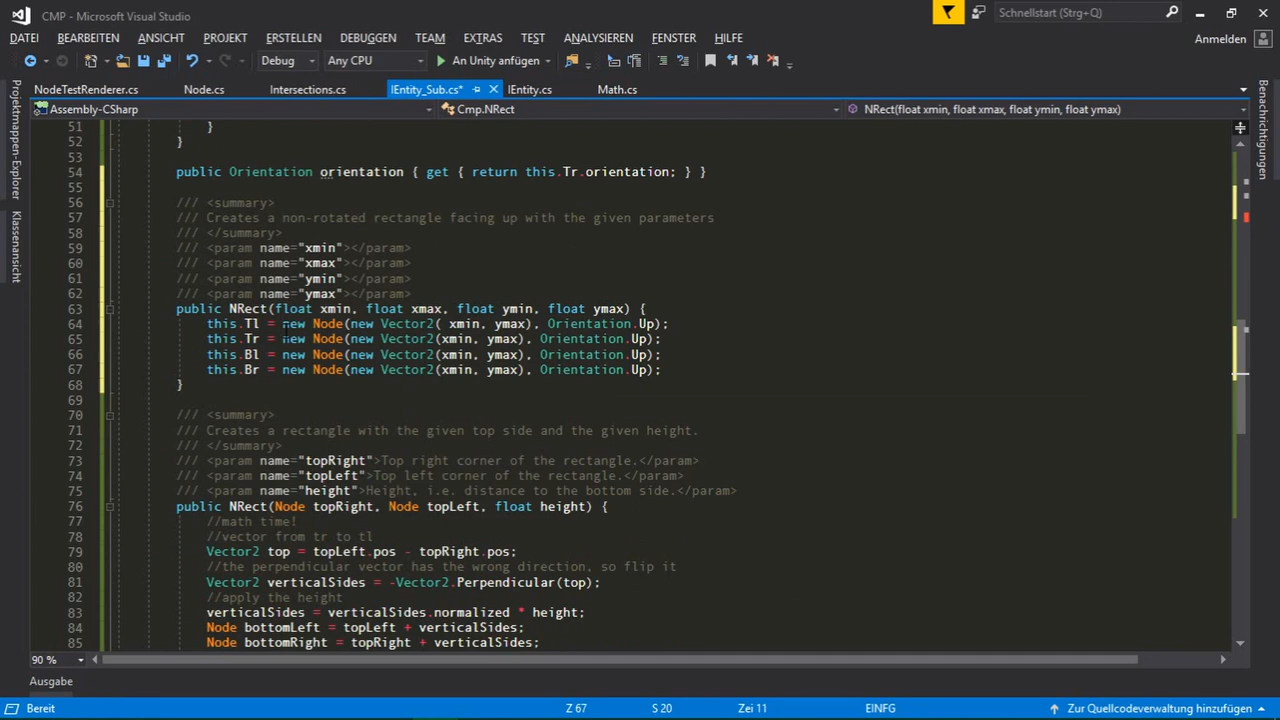 CMP - Microsoft Visual Studio
Schnellstart (Strg+Q)
DATEI BEARBEITEN ANSICHT PROJEKT ERSTELLEN DEBUGGEN TEAM EXTRAS TEST ANALYSIEREN FENSTER HILFE
Anmelden
Debug Any CPU An Unity anfügen
NodeTestRenderer.cs Node.cs Intersections.cs IEntity_Sub.cs* IEntity.cs Math.cs
Assembly-CSharp Cmp.NRect NRect(float xmin, float xmax, float ymin, float ymax)
Projektmappen-Explorer
Klassenansicht
Benachrichtigungen
51 }
52 }
53
54 public Orientation orientation { get { return this.Tr.orientation; } }
55
56 /// <summary>
57 /// Creates a non-rotated rectangle facing up with the given parameters
58 /// </summary>
59 /// <param name="xmin"></param>
60 /// <param name="xmax"></param>
61 /// <param name="ymin"></param>
62 /// <param name="ymax"></param>
63 public NRect(float xmin, float xmax, float ymin, float ymax) {
64 this.Tl = new Node(new Vector2( xmin, ymax), Orientation.Up);
65 this.Tr = new Node(new Vector2(xmin, ymax), Orientation.Up);
66 this.Bl = new Node(new Vector2(xmin, ymax), Orientation.Up);
67 this.Br = new Node(new Vector2(xmin, ymax), Orientation.Up);
68 }
69
70 /// <summary>
71 /// Creates a rectangle with the given top side and the given height.
72 /// </summary>
73 /// <param name="topRight">Top right corner of the rectangle.</param>
74 /// <param name="topLeft">Top left corner of the rectangle.</param>
75 /// <param name="height">Height, i.e. distance to the bottom side.</param>
76 public NRect(Node topRight, Node topLeft, float height) {
77 //math time!
78 //vector from tr to tl
79 Vector2 top = topLeft.pos - topRight.pos;
80 //the perpendicular vector has the wrong direction, so flip it
81 Vector2 verticalSides = -Vector2.Perpendicular(top);
82 //apply the height
83 verticalSides = verticalSides.normalized * height;
84 Node bottomLeft = topLeft + verticalSides;
85 Node bottomRight = topRight + verticalSides;
90 %
Ausgabe
Bereit Z 67 S 20 Zei 11 EINFG Zur Quellcodeverwaltung hinzufügen